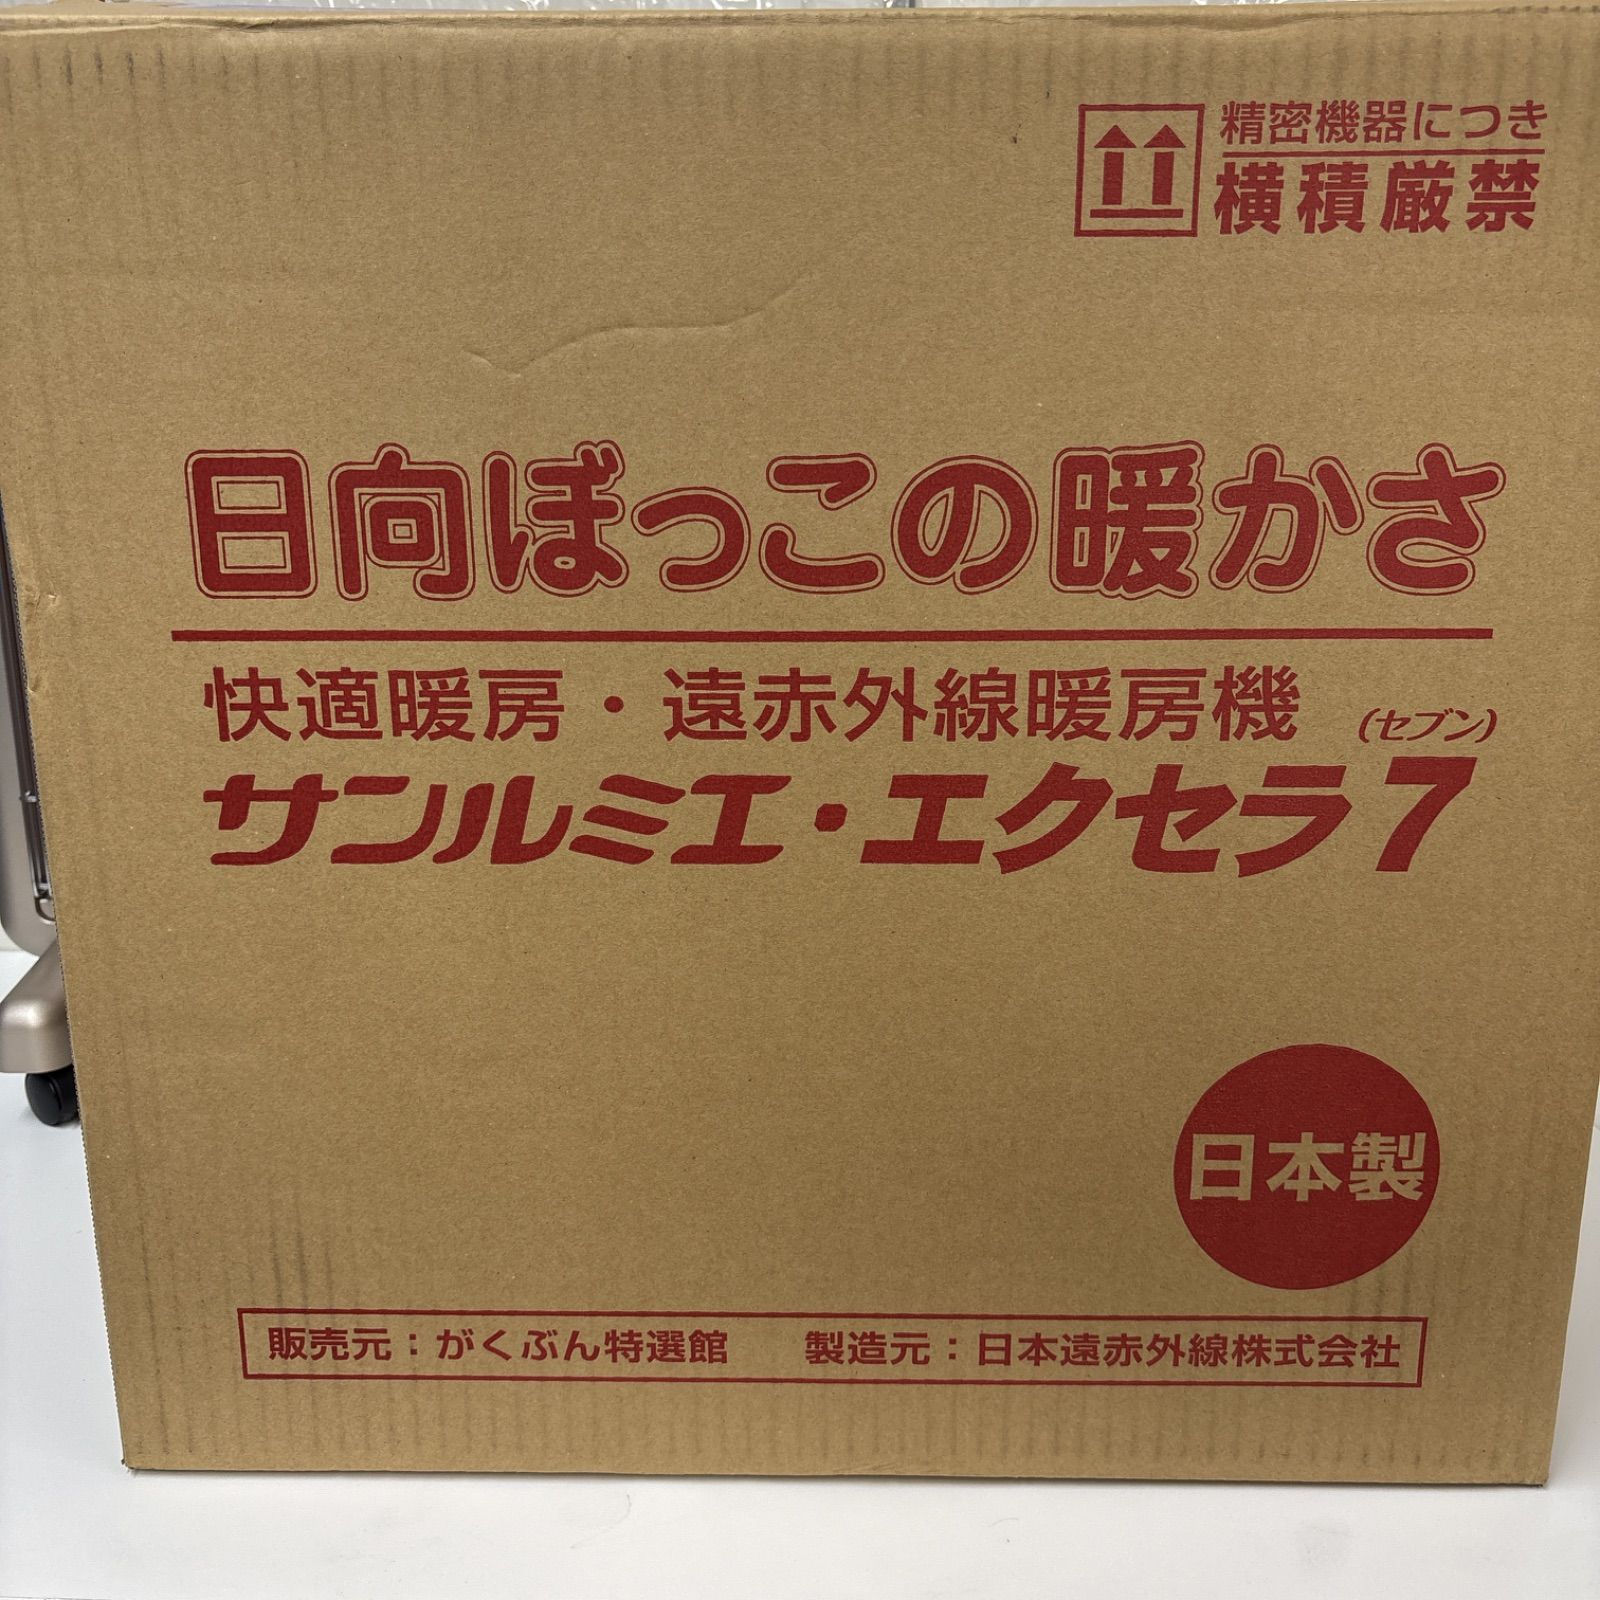 精密機器につき
横積厳禁
日向ぼっこの暖かさ
快適暖房・遠赤外線暖房機
(セブン)
サンルミエ・エクセラ7
日本製
販売元：がくぶん特選館　製造元：日本遠赤外線株式会社